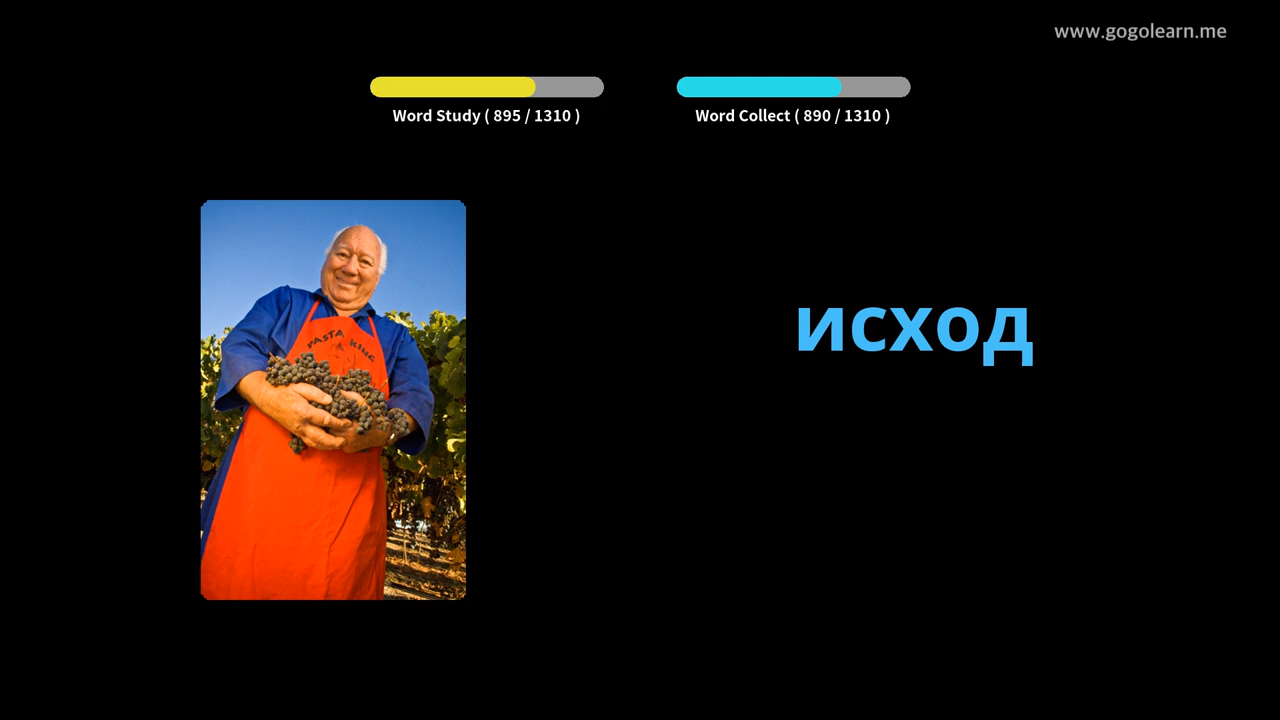 www.gogolearn.me
Word Study ( 895 / 1310 )
Word Collect ( 890 / 1310 )
PASTA KING
исход